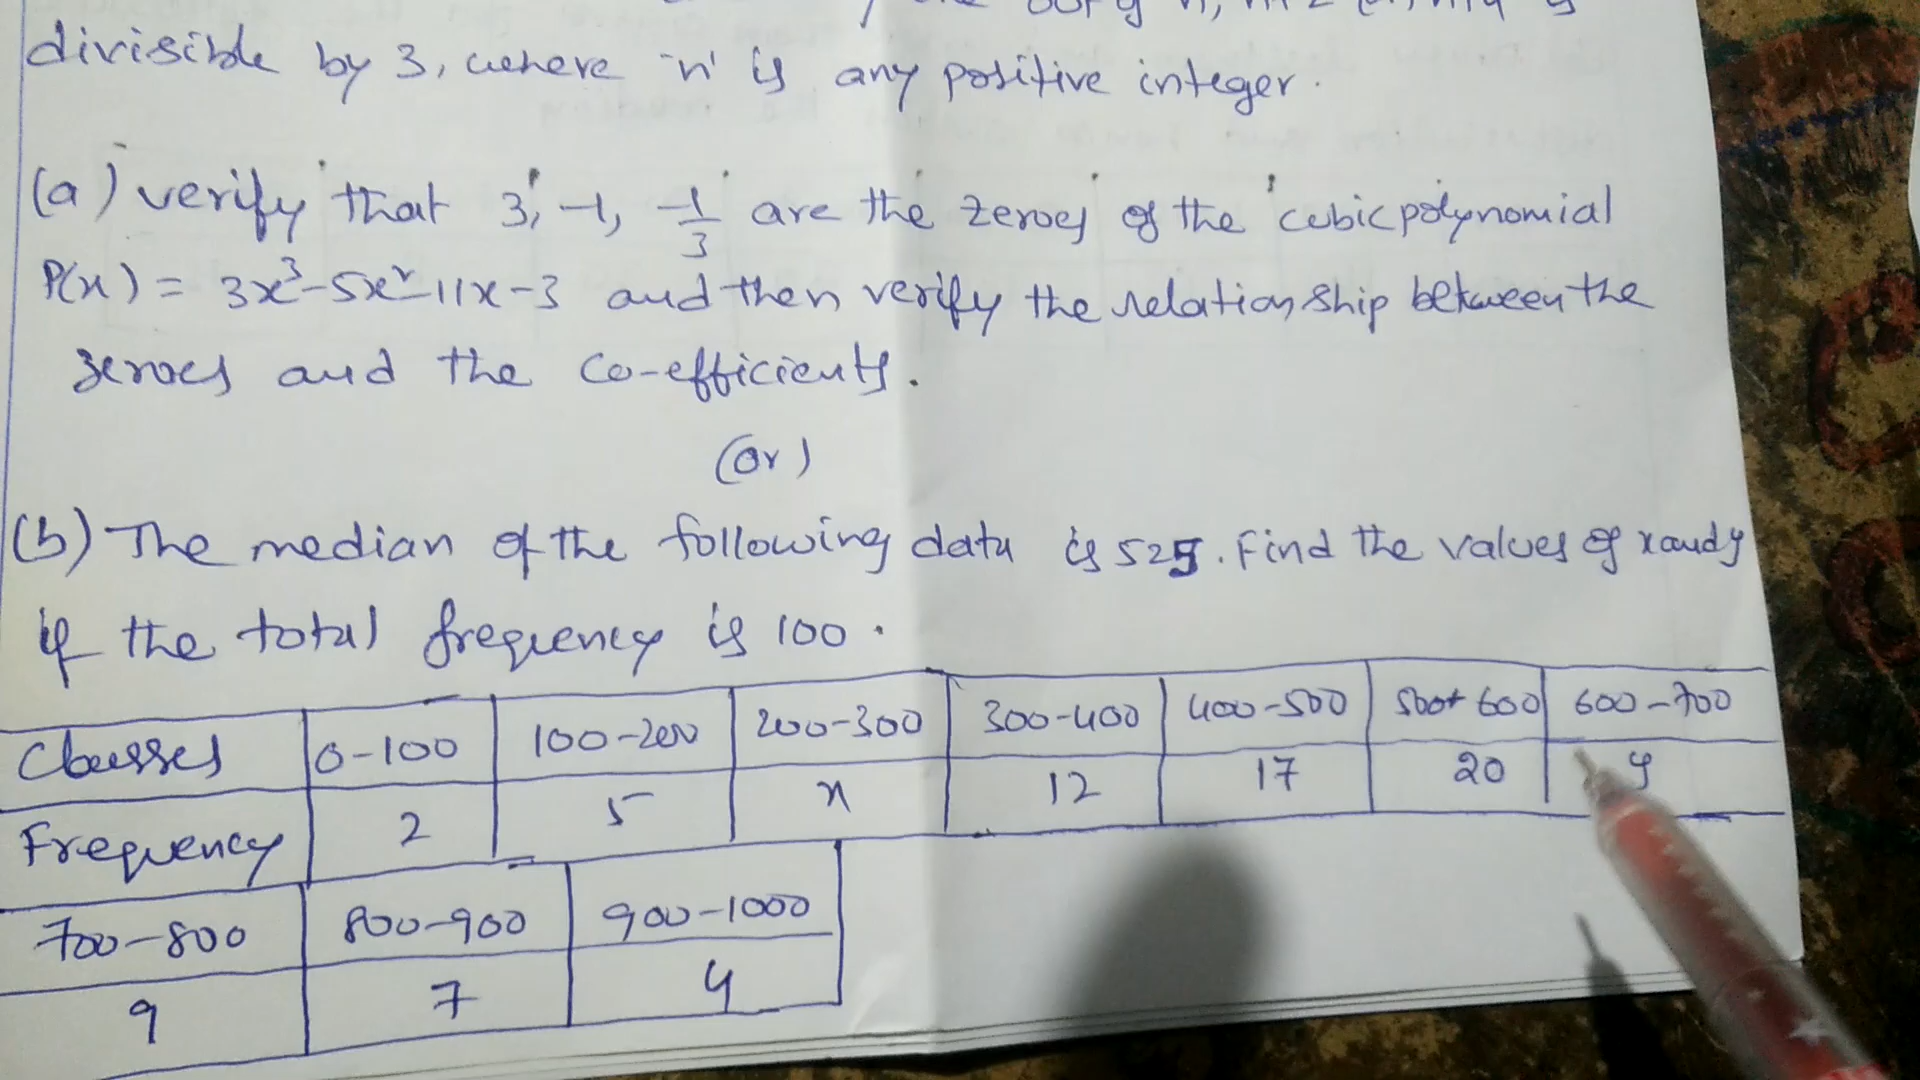 divisible by 3, where 'n' is any positive integer.
(a) verify that 3, -1, -1/3 are the zeroes of the cubic polynomial
P(x) = 3x³-5x²-11x-3 and then verify the relationship between the
zeroes and the co-efficients.
(or)
(b) The median of the following data is 525. Find the values of x and y
if the total frequency is 100.
Classes 0-100 100-200 200-300 300-400 400-500 500-600 600-700
Frequency 2 5 x 12 17 20 y
700-800 800-900 900-1000
9 7 4